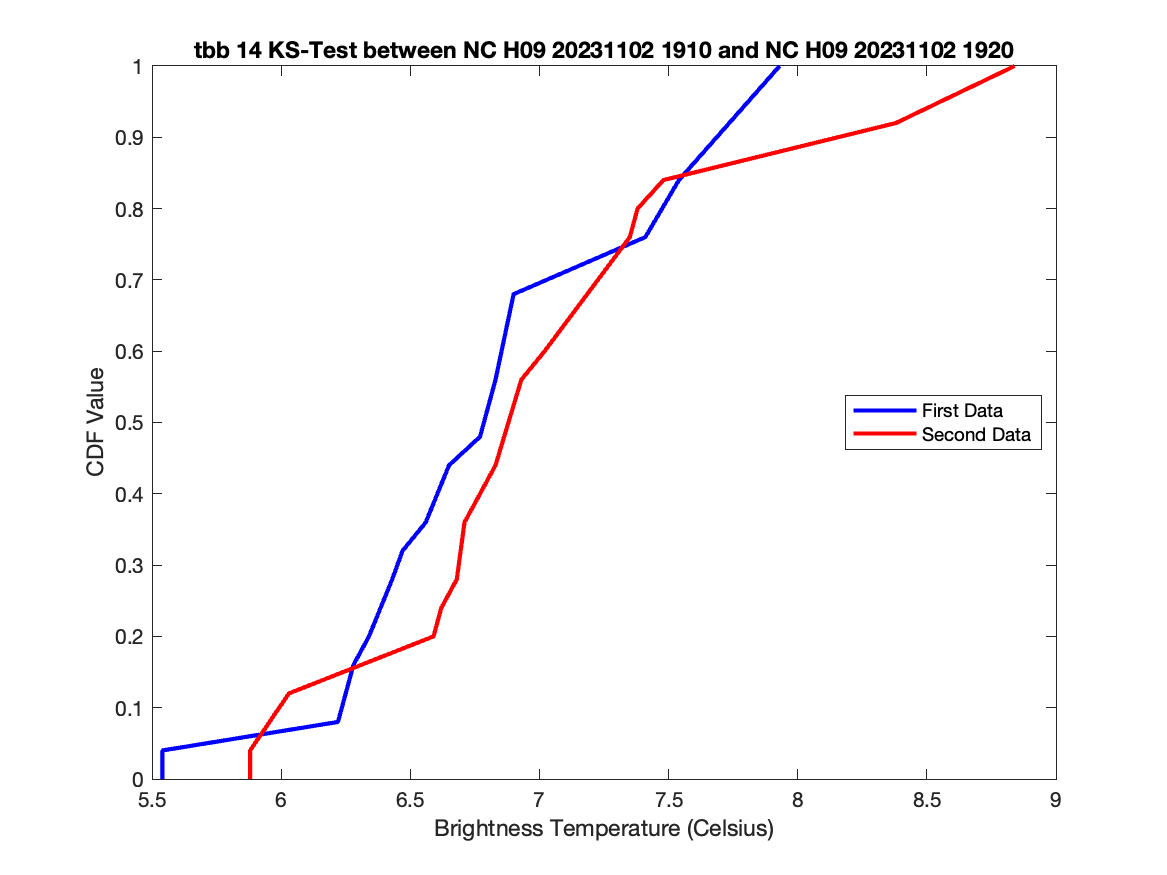 tbb 14 KS-Test between NC H09 20231102 1910 and NC H09 20231102 1920
1
0.9
0.8
0.7
0.6
0.5
0.4
0.3
0.2
0.1
0
CDF Value
First Data
Second Data
5.5 6 6.5 7 7.5 8 8.5 9
Brightness Temperature (Celsius)